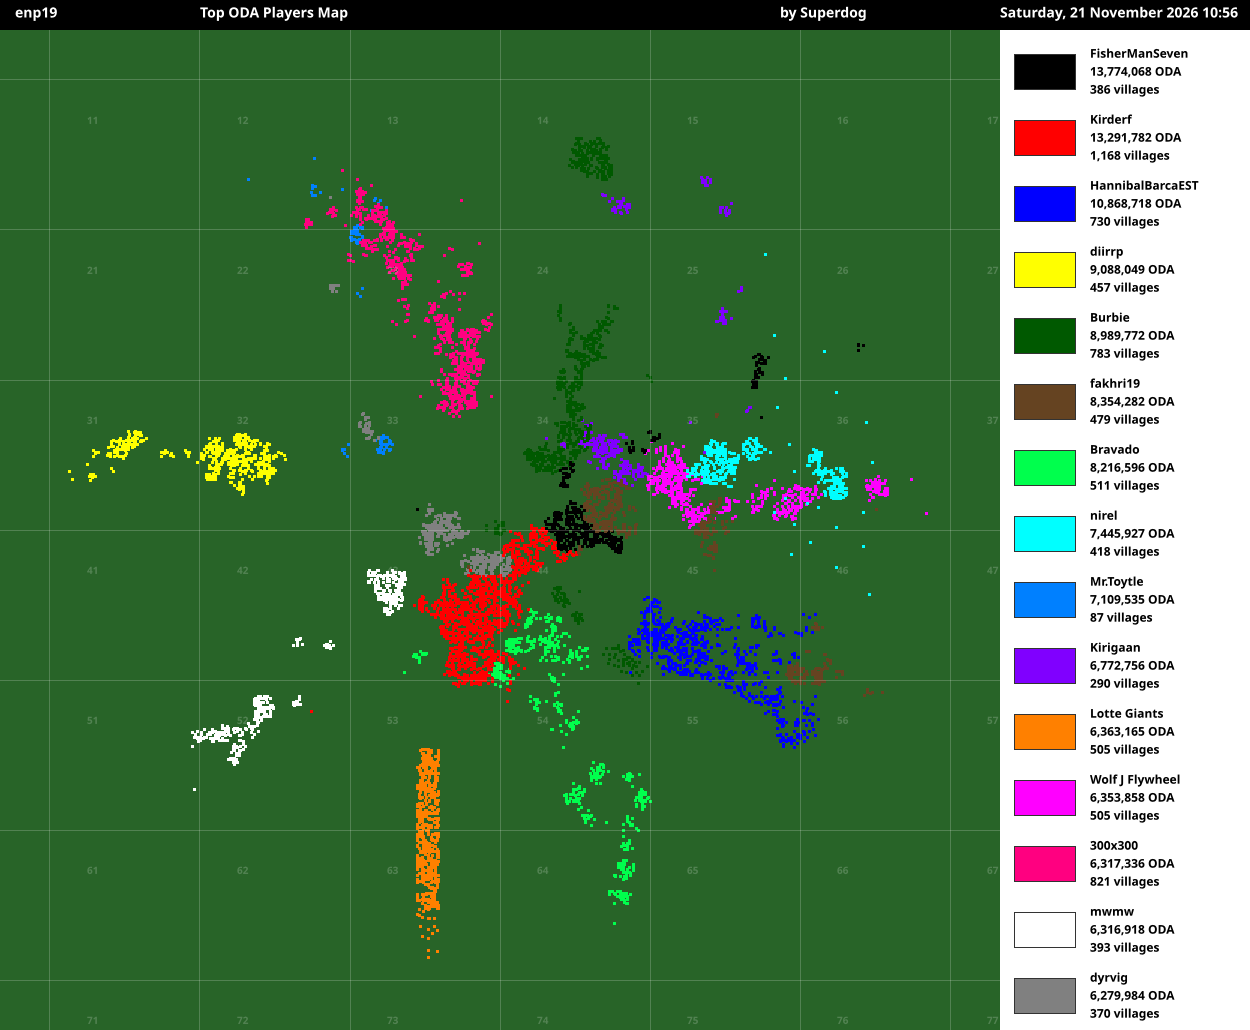 enp19 Top ODA Players Map by Superdog Saturday, 21 November 2026 10:56
FisherManSeven
13,774,068 ODA
386 villages
Kirderf
13,291,782 ODA
1,168 villages
HannibalBarcaEST
10,868,718 ODA
730 villages
diirrp
9,088,049 ODA
457 villages
Burbie
8,989,772 ODA
783 villages
fakhri19
8,354,282 ODA
479 villages
Bravado
8,216,596 ODA
511 villages
nirel
7,445,927 ODA
418 villages
Mr.Toytle
7,109,535 ODA
87 villages
Kirigaan
6,772,756 ODA
290 villages
Lotte Giants
6,363,165 ODA
505 villages
Wolf J Flywheel
6,353,858 ODA
505 villages
300x300
6,317,336 ODA
821 villages
mwmw
6,316,918 ODA
393 villages
dyrvig
6,279,984 ODA
370 villages
11 12 13 14 15 16 17
21 22 23 24 25 26 27
31 32 33 34 35 36
41 42 44 45 46 47
51 52 53 54 55 56 57
61 62 63 64 65 66 67
71 72 73 74 75 76 77